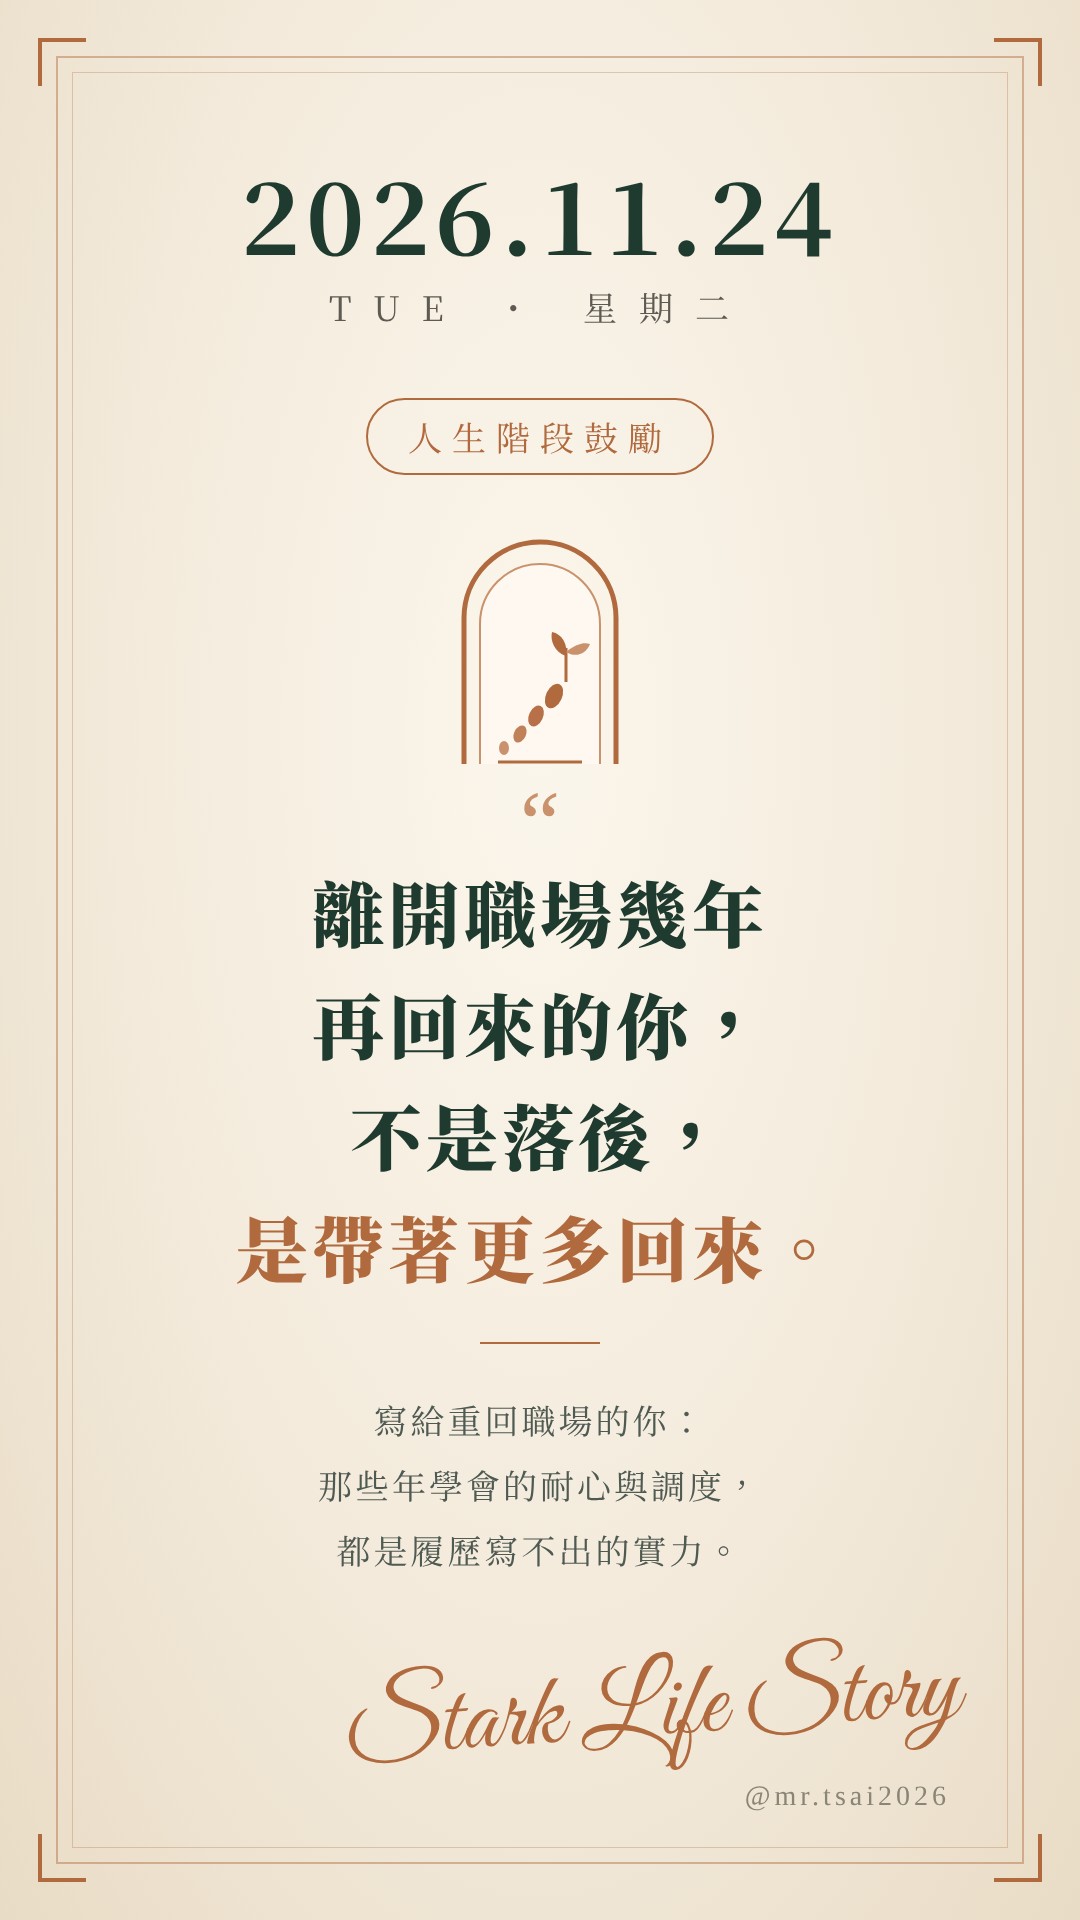 2026.11.24
TUE · 星期二
人生階段鼓勵
“
離開職場幾年
再回來的你，
不是落後，
是帶著更多回來。
寫給重回職場的你：
那些年學會的耐心與調度，
都是履歷寫不出的實力。
Stark Life Story
@mr.tsai2026